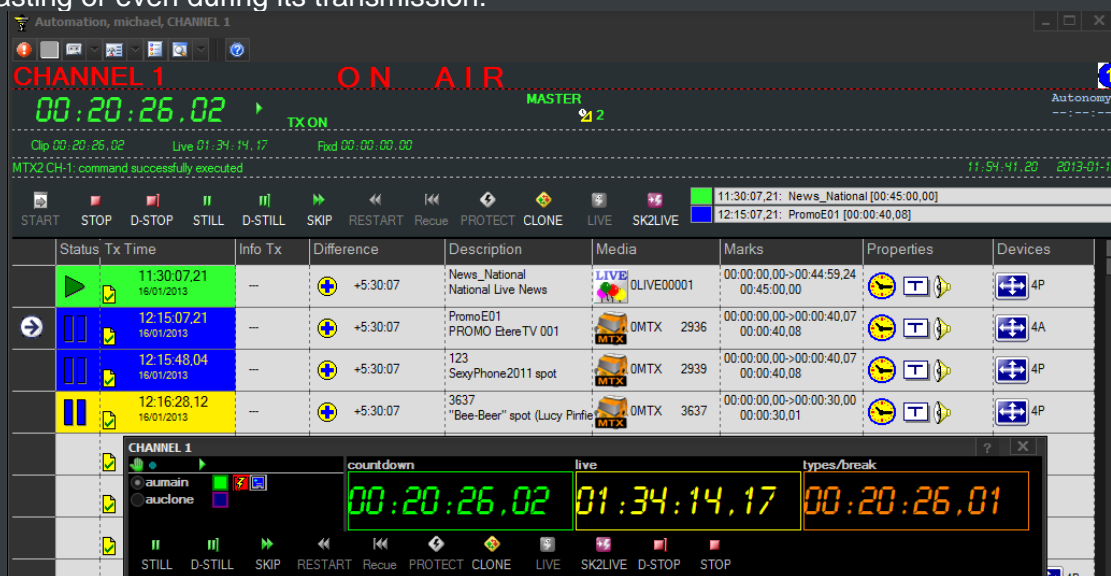 asting or even during its transmission.
Automation, michael, CHANNEL 1
CHANNEL 1 ON AIR
00:20:26,02 TX ON MASTER 2 Autonomy
--:--:--
Clip 00:20:26,02 Live 01:34:14,17 Fixd 00:00:00,00
MTX2 CH-1: command successfully executed 11:54:41,20 2013-01-1
START STOP D-STOP STILL D-STILL SKIP RESTART Recue PROTECT CLONE LIVE SK2LIVE
11:30:07,21: News_National [00:45:00,00]
12:15:07,21: PromoE01 [00:00:40,08]
Status Tx Time Info Tx Difference Description Media Marks Properties Devices
11:30:07,21 News_National LIVE 00:00:00,00->00:44:59,24
16/01/2013 --- +5:30:07 National Live News 0LIVE00001 00:45:00,00 T 4P
12:15:07,21 PromoE01 00:00:00,00->00:00:40,07
16/01/2013 --- +5:30:07 PROMO EtereTV 001 MTX 0MTX 2936 00:00:40,08 T 4A
12:15:48,04 123 00:00:00,00->00:00:40,07
16/01/2013 --- +5:30:07 SexyPhone2011 spot MTX 0MTX 2939 00:00:40,08 T 4P
12:16:28,12 3637 00:00:00,00->00:00:30,00
16/01/2013 --- +5:30:07 "Bee-Beer" spot (Lucy Pinfie MTX 0MTX 3637 00:00:30,01 T 4P
CHANNEL 1 ? X
countdown live types/break
aumain
auclone
00:20:26,02 01:34:14,17 00:20:26,01
STILL D-STILL SKIP RESTART Recue PROTECT CLONE LIVE SK2LIVE D-STOP STOP